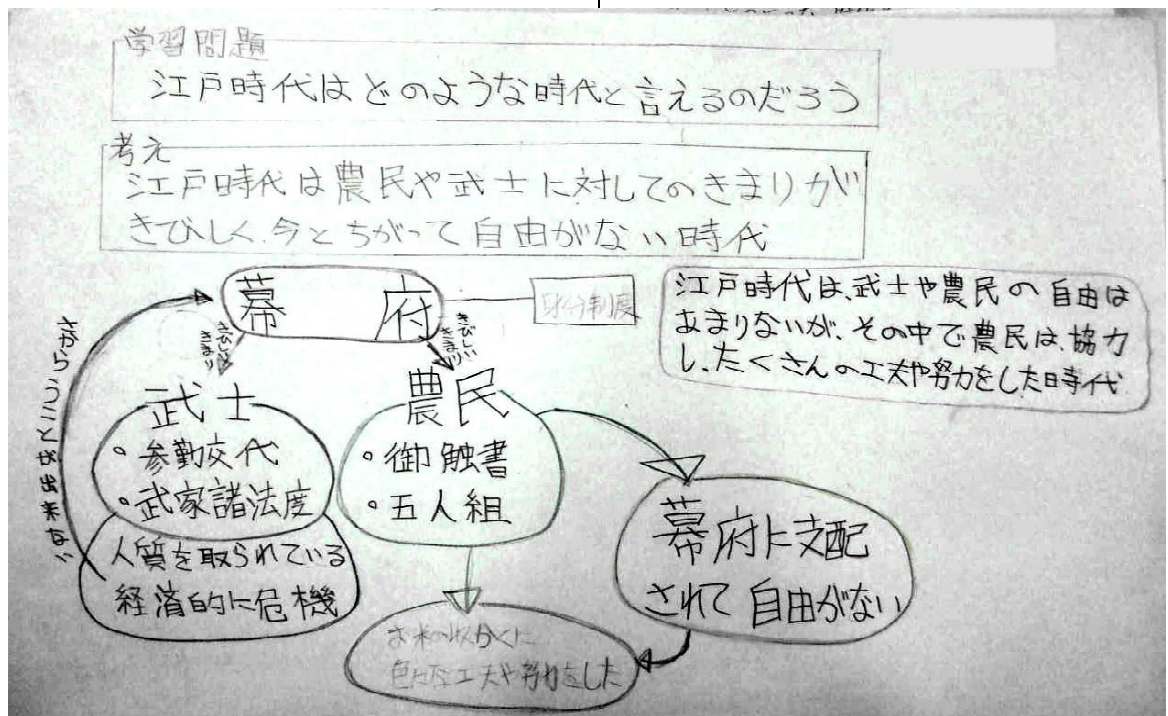 学習問題
江戸時代はどのような時代と言えるのだろう
考え
江戸時代は農民や武士に対してのきまりが
きびしく、今とちがって自由がない時代
幕府
身分制度
江戸時代は、武士や農民の自由は
あまりないが、その中で農民は、協力
し、たくさんの工夫や努力をした時代
さからうことが出来ない
きびしい
きまり
きびしい
きまり
武士
・参勤交代
・武家諸法度
人質を取られている
経済的に危機
農民
・御触書
・五人組
幕府に支配
されて自由がない
お米の収かくに
色々な工夫や努力をした